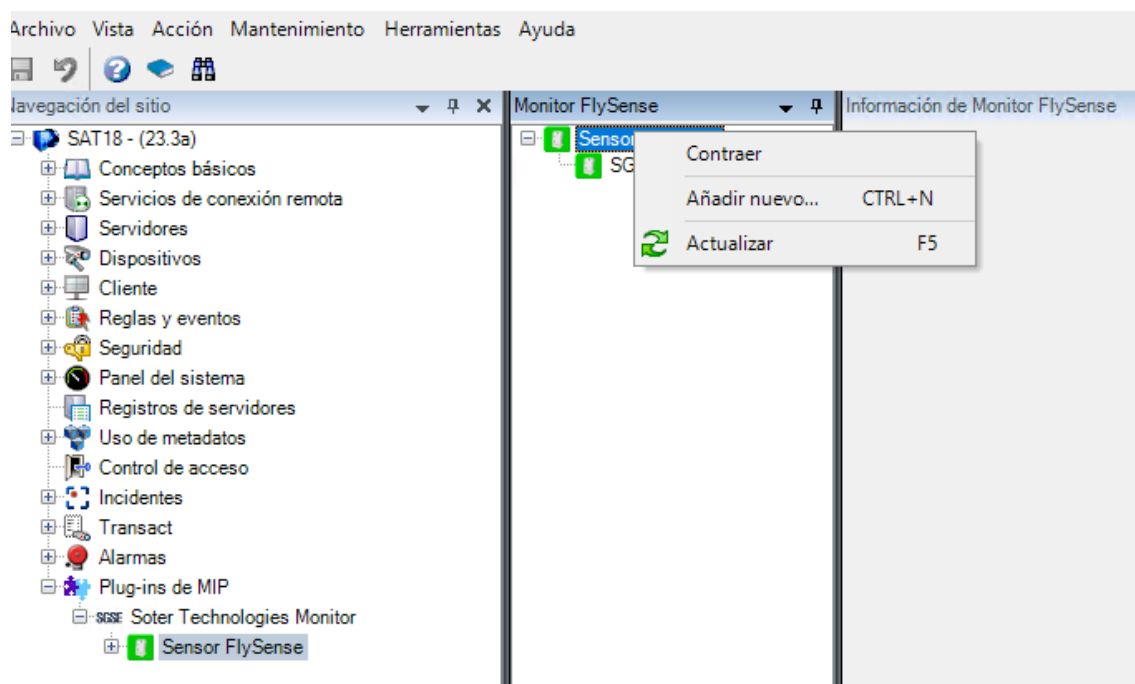 Archivo Vista Acción Mantenimiento Herramientas Ayuda
Navegación del sitio
SAT18 - (23.3a)
Conceptos básicos
Servicios de conexión remota
Servidores
Dispositivos
Cliente
Reglas y eventos
Seguridad
Panel del sistema
Registros de servidores
Uso de metadatos
Control de acceso
Incidentes
Transact
Alarmas
Plug-ins de MIP
SGSE Soter Technologies Monitor
Sensor FlySense
Monitor FlySense
Sensor
SG
Contraer
Añadir nuevo... CTRL+N
Actualizar F5
Información de Monitor FlySense